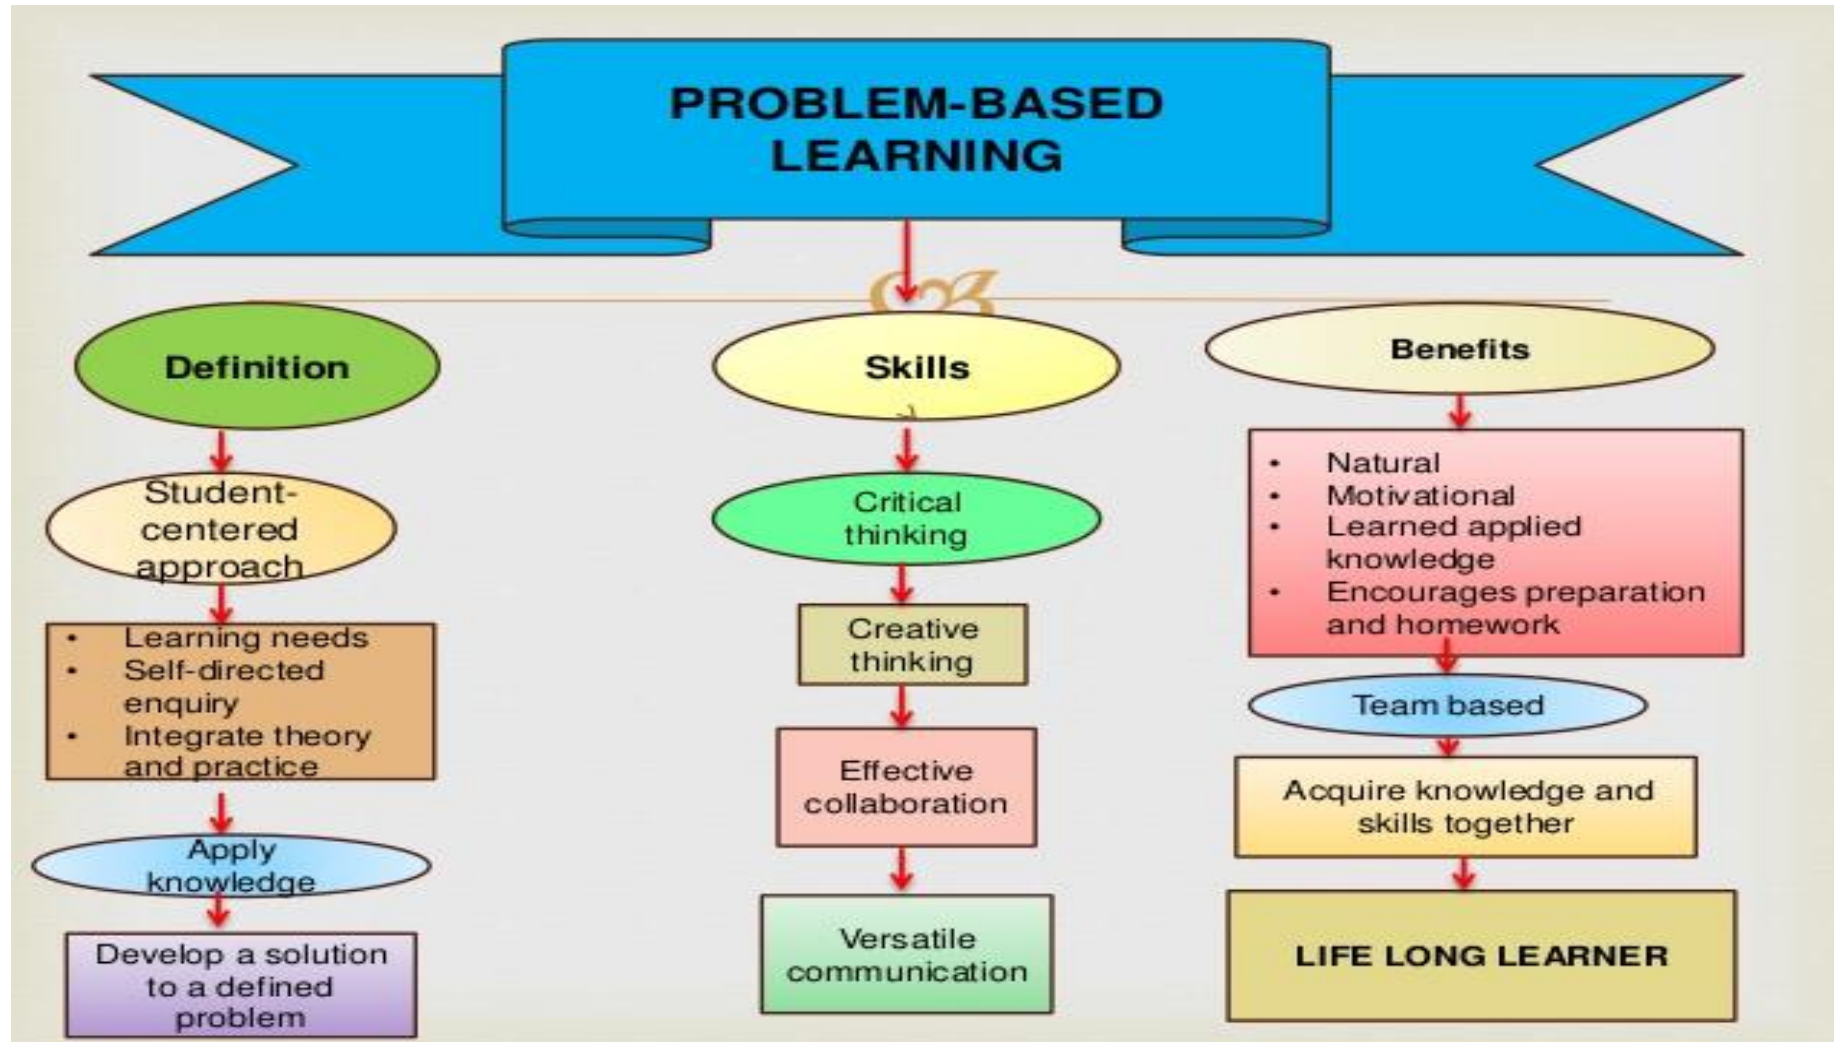 PROBLEM-BASED
LEARNING
Definition
Student-
centered
approach
• Learning needs
• Self-directed
enquiry
• Integrate theory
and practice
Apply
knowledge
Develop a solution
to a defined
problem
Skills
Critical
thinking
Creative
thinking
Effective
collaboration
Versatile
communication
Benefits
• Natural
• Motivational
• Learned applied
knowledge
• Encourages preparation
and homework
Team based
Acquire knowledge and
skills together
LIFE LONG LEARNER